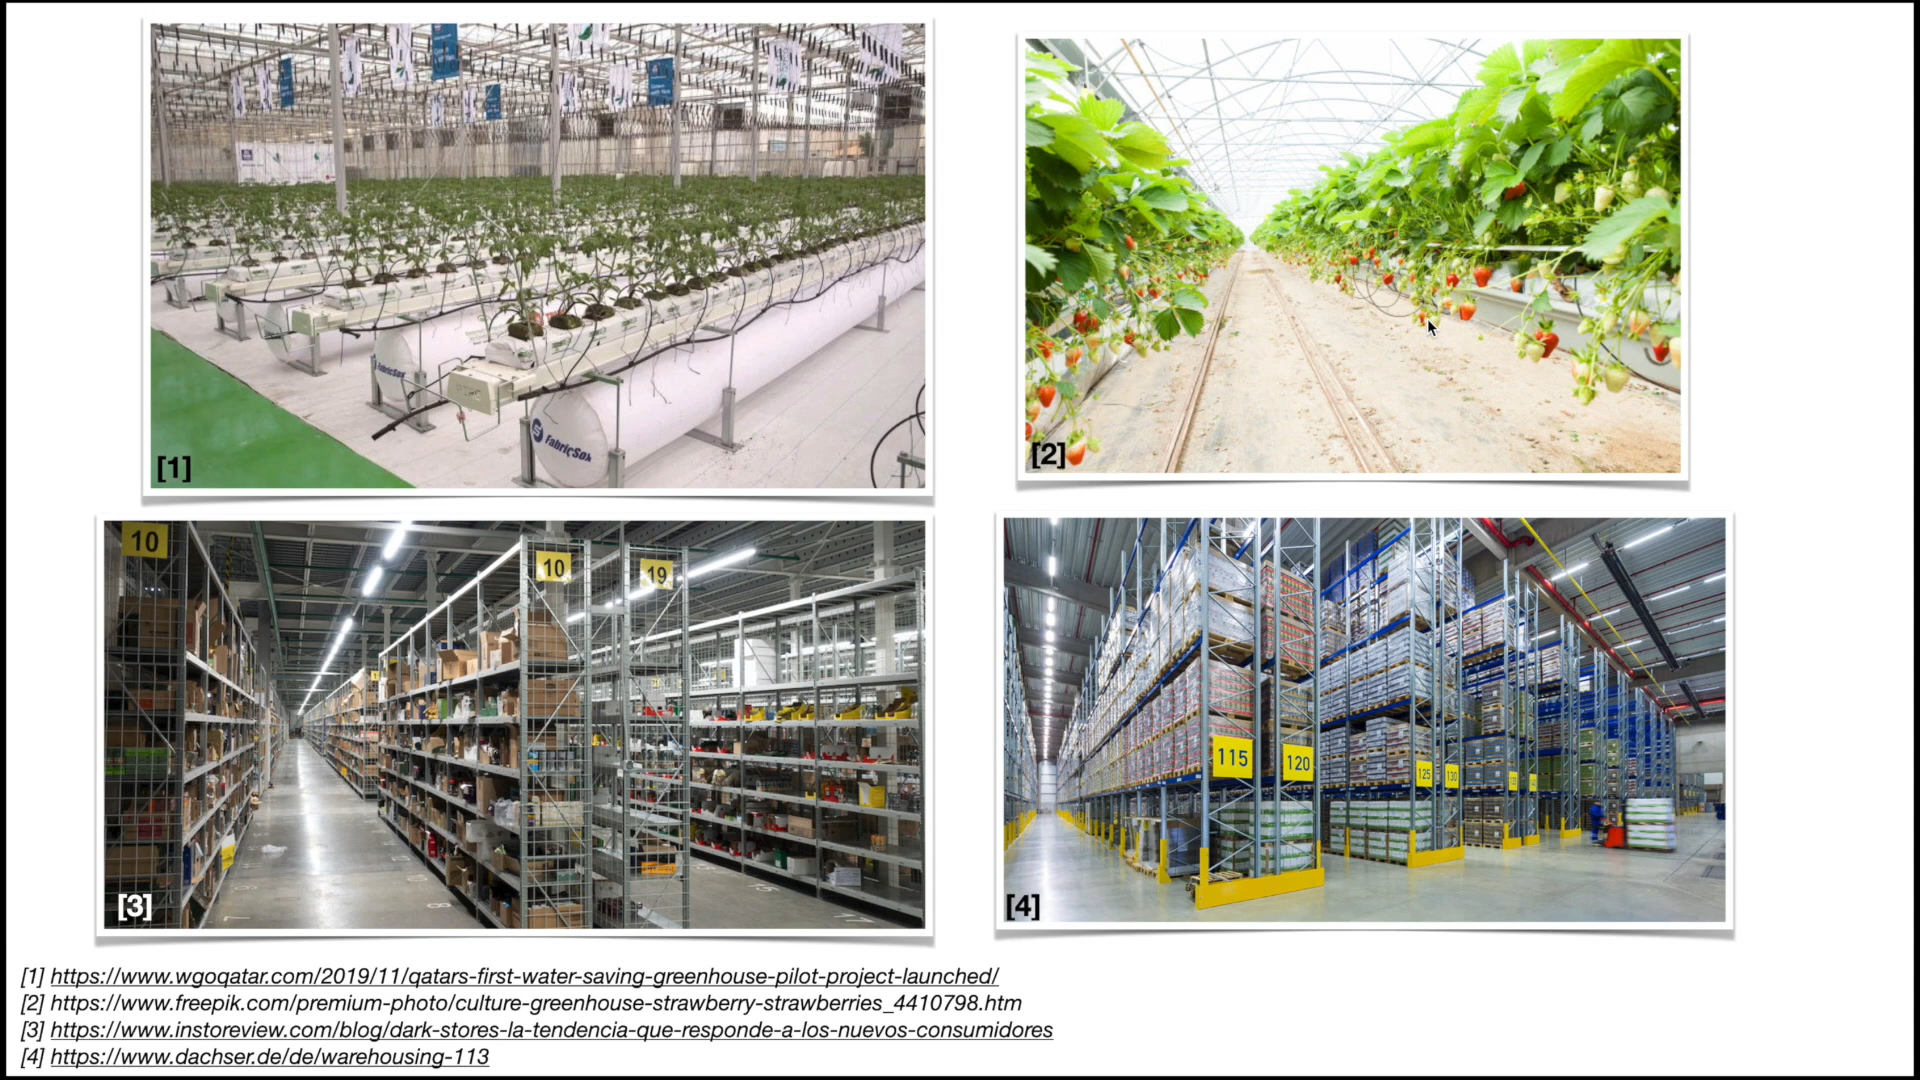 FabricSox
FabricSox
[1]
[2]
10
10
19
[3]
115
120
125
130
[4]
[1] https://www.wgoqatar.com/2019/11/qatars-first-water-saving-greenhouse-pilot-project-launched/
[2] https://www.freepik.com/premium-photo/culture-greenhouse-strawberry-strawberries_4410798.htm
[3] https://www.instoreview.com/blog/dark-stores-la-tendencia-que-responde-a-los-nuevos-consumidores
[4] https://www.dachser.de/de/warehousing-113